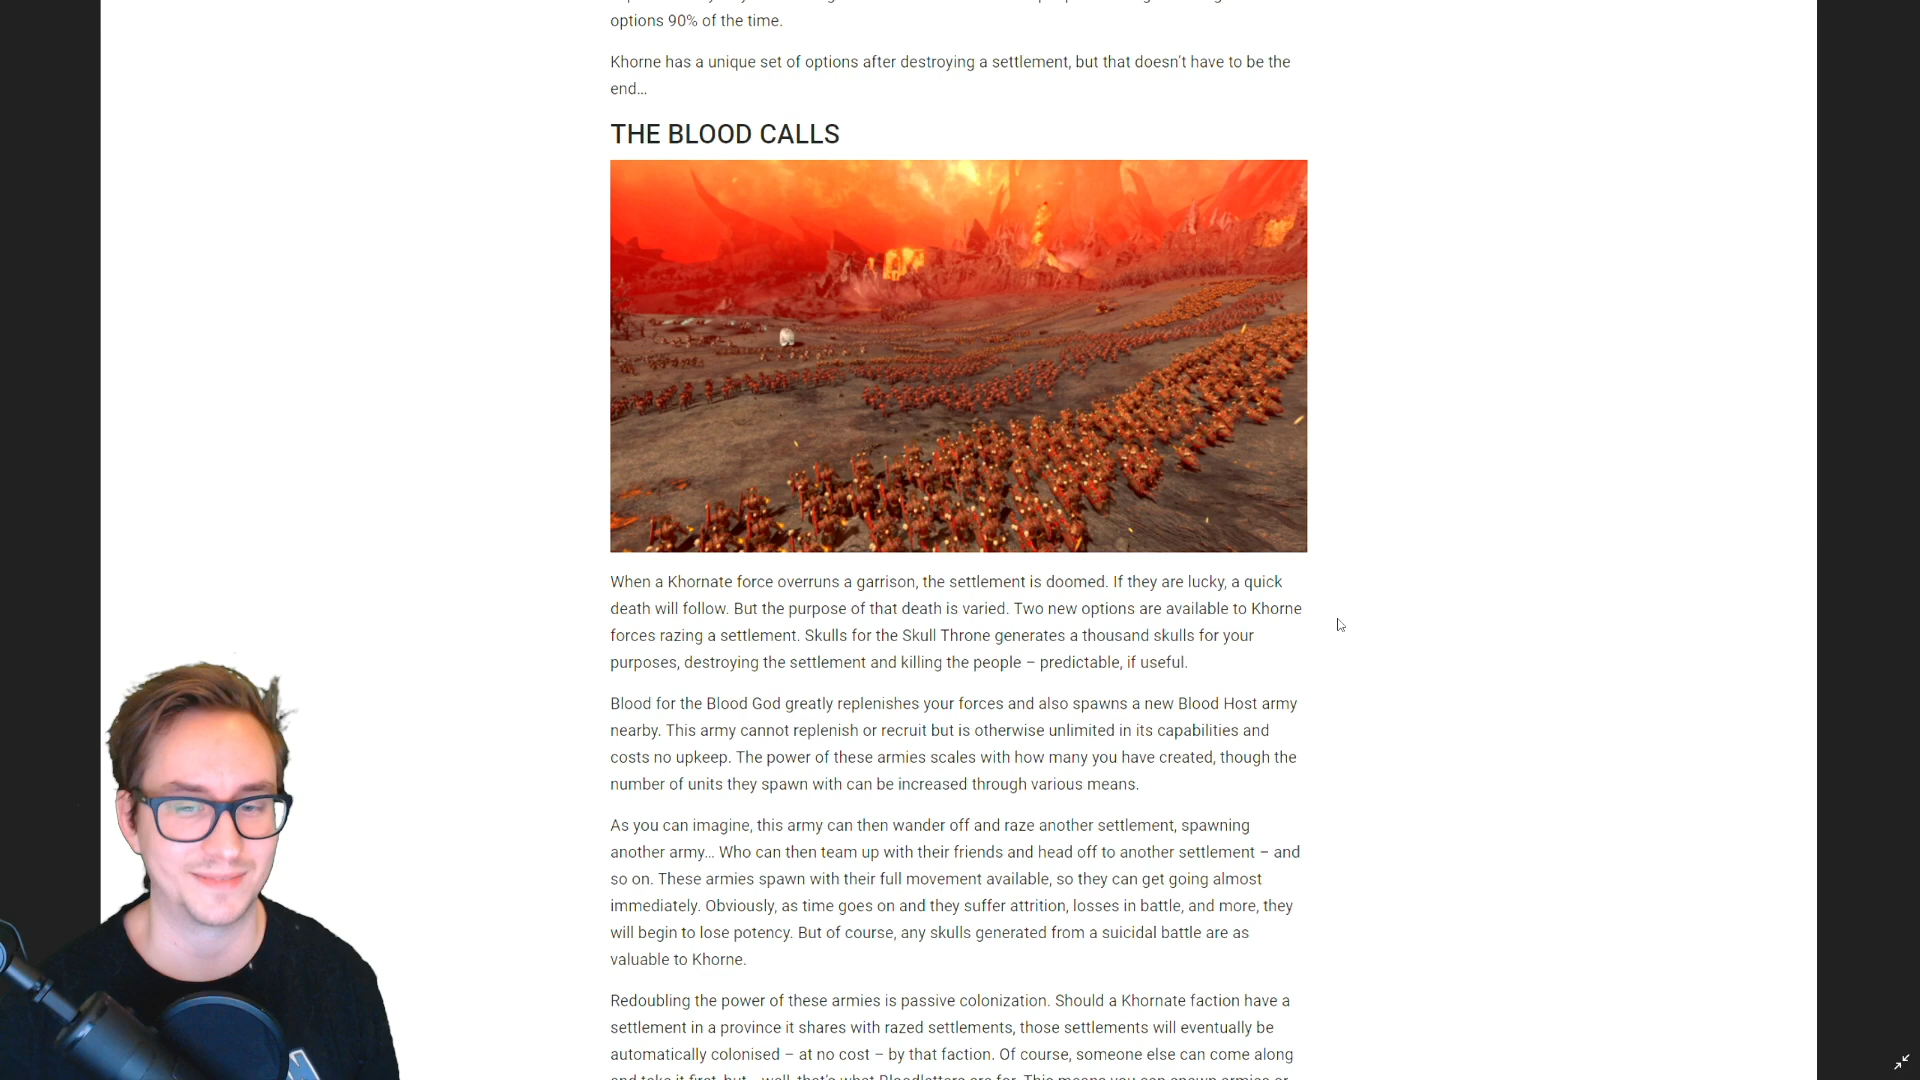 options 90% of the time.
Khorne has a unique set of options after destroying a settlement, but that doesn't have to be the
end…
THE BLOOD CALLS
When a Khornate force overruns a garrison, the settlement is doomed. If they are lucky, a quick
death will follow. But the purpose of that death is varied. Two new options are available to Khorne
forces razing a settlement. Skulls for the Skull Throne generates a thousand skulls for your
purposes, destroying the settlement and killing the people – predictable, if useful.
Blood for the Blood God greatly replenishes your forces and also spawns a new Blood Host army
nearby. This army cannot replenish or recruit but is otherwise unlimited in its capabilities and
costs no upkeep. The power of these armies scales with how many you have created, though the
number of units they spawn with can be increased through various means.
As you can imagine, this army can then wander off and raze another settlement, spawning
another army… Who can then team up with their friends and head off to another settlement – and
so on. These armies spawn with their full movement available, so they can get going almost
immediately. Obviously, as time goes on and they suffer attrition, losses in battle, and more, they
will begin to lose potency. But of course, any skulls generated from a suicidal battle are as
valuable to Khorne.
Redoubling the power of these armies is passive colonization. Should a Khornate faction have a
settlement in a province it shares with razed settlements, those settlements will eventually be
automatically colonised – at no cost – by that faction. Of course, someone else can come along